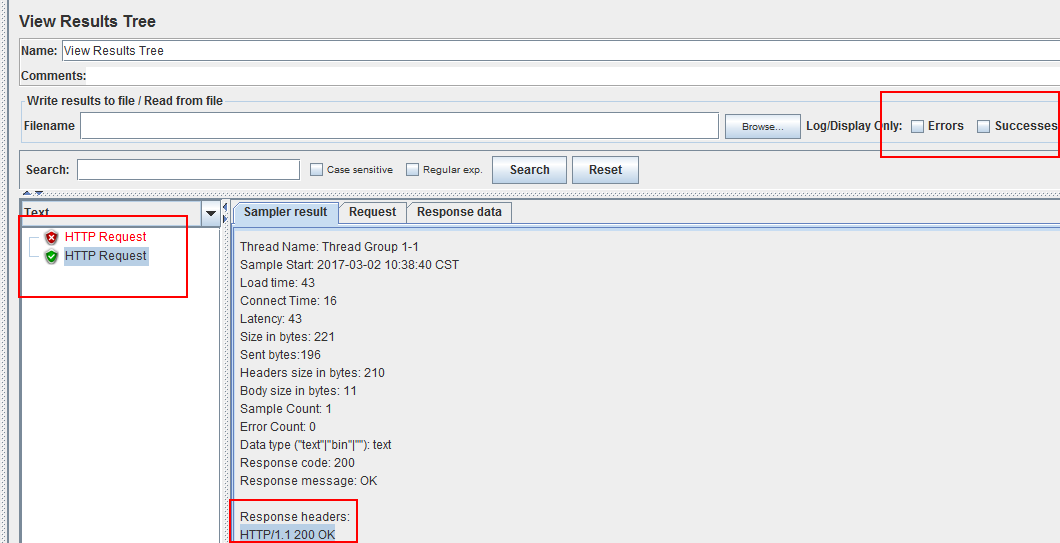 View Results Tree
Name: View Results Tree
Comments:
Write results to file / Read from file
Filename Browse... Log/Display Only: Errors Successes
Search: Case sensitive Regular exp. Search Reset
Text
HTTP Request
HTTP Request
Sampler result Request Response data
Thread Name: Thread Group 1-1
Sample Start: 2017-03-02 10:38:40 CST
Load time: 43
Connect Time: 16
Latency: 43
Size in bytes: 221
Sent bytes:196
Headers size in bytes: 210
Body size in bytes: 11
Sample Count: 1
Error Count: 0
Data type ("text"|"bin"|""): text
Response code: 200
Response message: OK
Response headers:
HTTP/1.1 200 OK